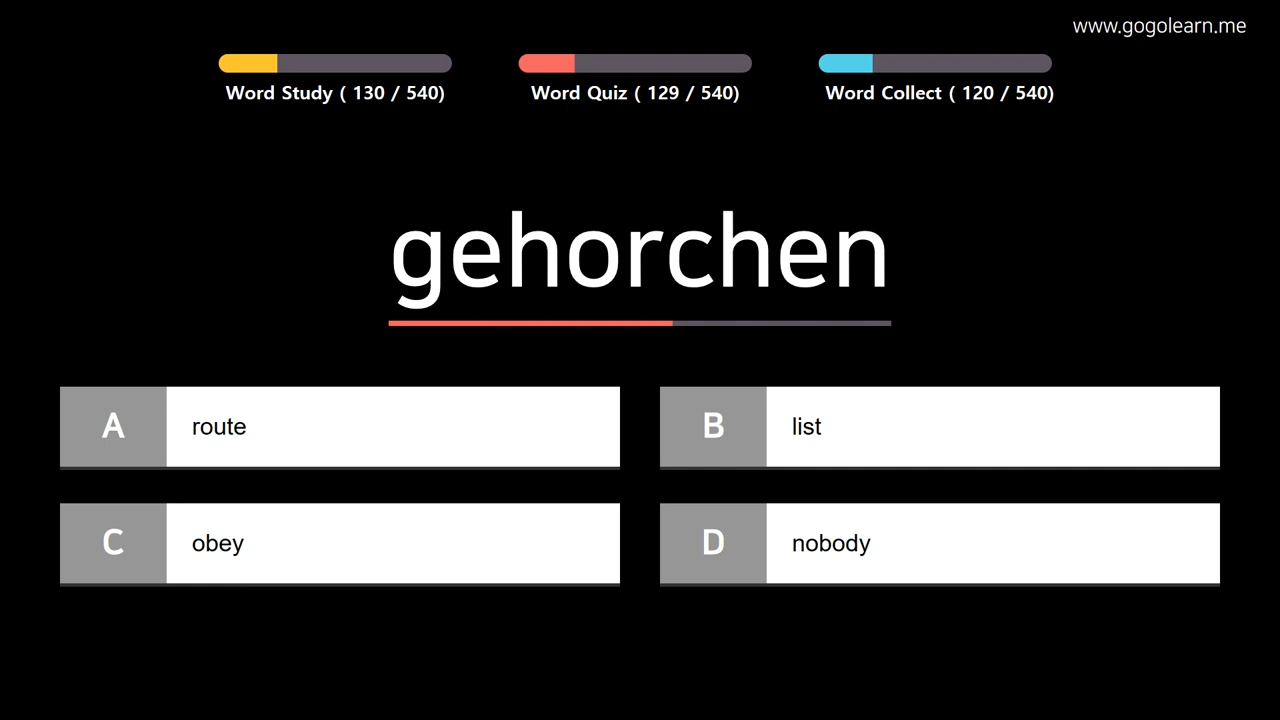 www.gogolearn.me
Word Study ( 130 / 540)
Word Quiz ( 129 / 540)
Word Collect ( 120 / 540)
gehorchen
A route
B list
C obey
D nobody